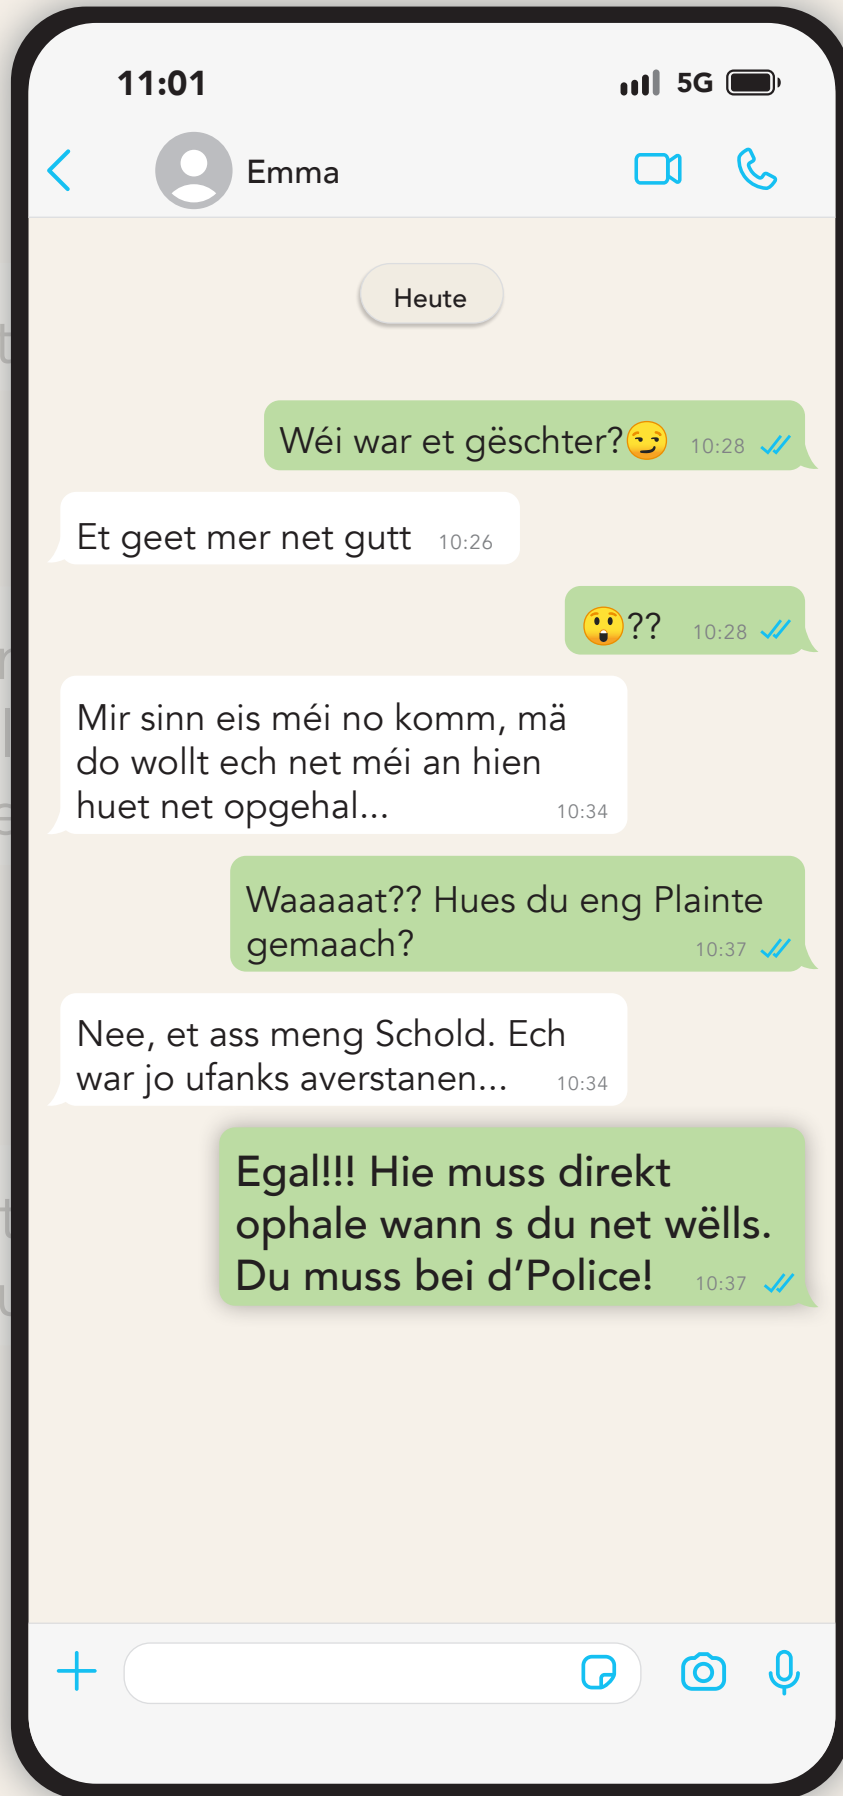 11:01
5G
Emma
Heute
Wéi war et gëschter?😏 10:28
Et geet mer net gutt 10:26
😲?? 10:28
Mir sinn eis méi no komm, mä
do wollt ech net méi an hien
huet net opgehal... 10:34
Waaaaat?? Hues du eng Plainte
gemaach? 10:37
Nee, et ass meng Schold. Ech
war jo ufanks averstanen... 10:34
Egal!!! Hie muss direkt
ophale wann s du net wëlls.
Du muss bei d’Police! 10:37